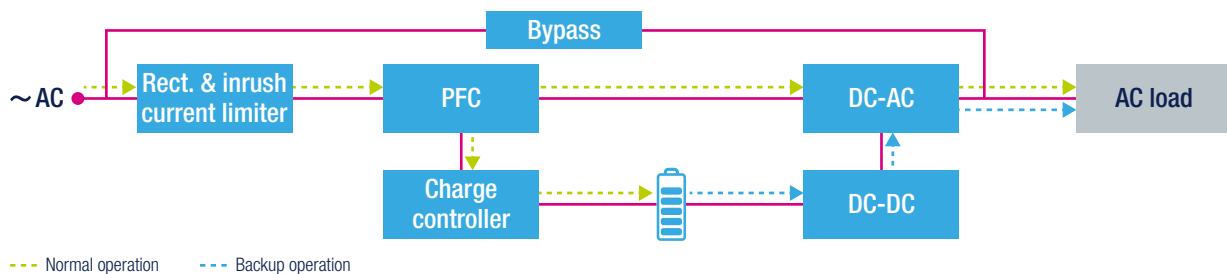 Bypass
～AC
Rect. & inrush
current limiter
PFC
DC-AC
AC load
Charge
controller
DC-DC
Normal operation
Backup operation